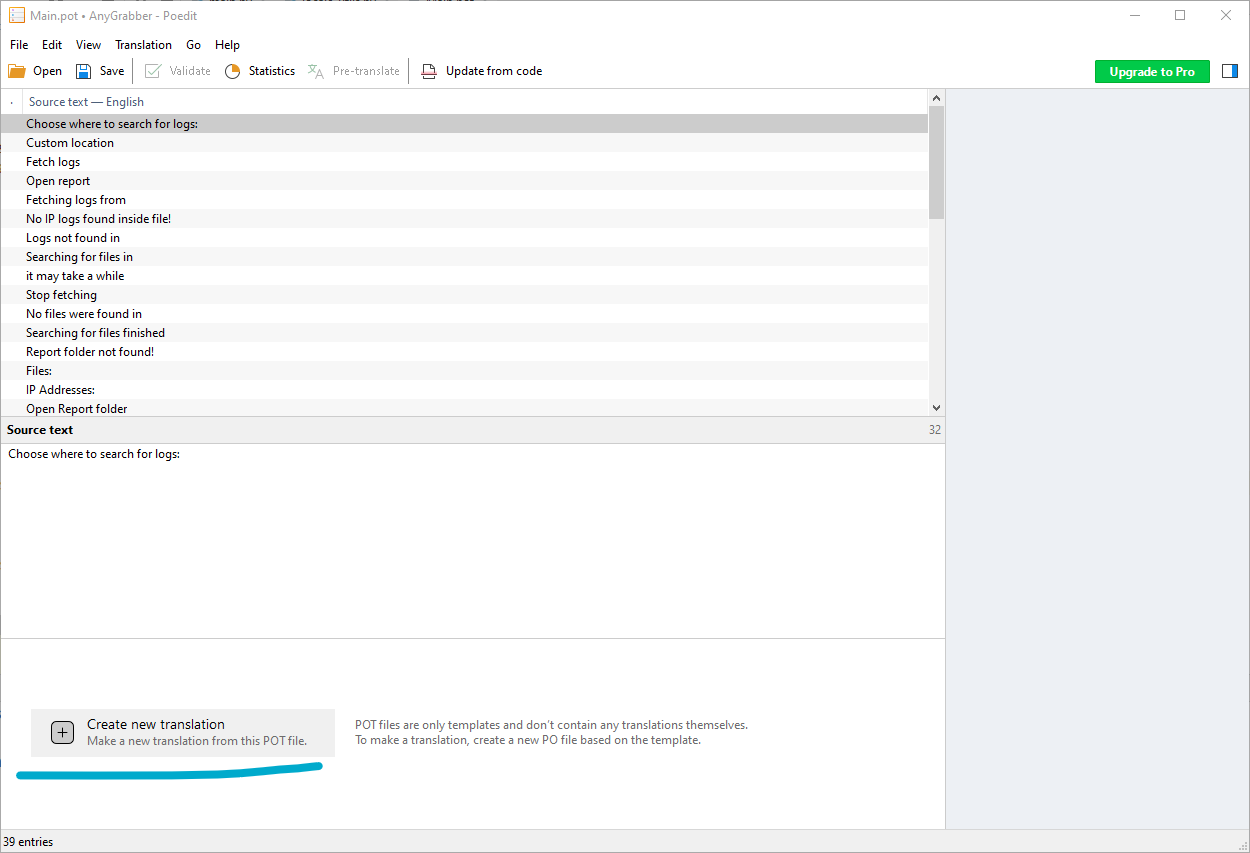 Main.pot • AnyGrabber - Poedit
File Edit View Translation Go Help
Open Save Validate Statistics Pre-translate Update from code Upgrade to Pro
Source text — English
Choose where to search for logs:
Custom location
Fetch logs
Open report
Fetching logs from
No IP logs found inside file!
Logs not found in
Searching for files in
it may take a while
Stop fetching
No files were found in
Searching for files finished
Report folder not found!
Files:
IP Addresses:
Open Report folder
Source text 32
Choose where to search for logs:
Create new translation
Make a new translation from this POT file.
POT files are only templates and don’t contain any translations themselves.
To make a translation, create a new PO file based on the template.
39 entries